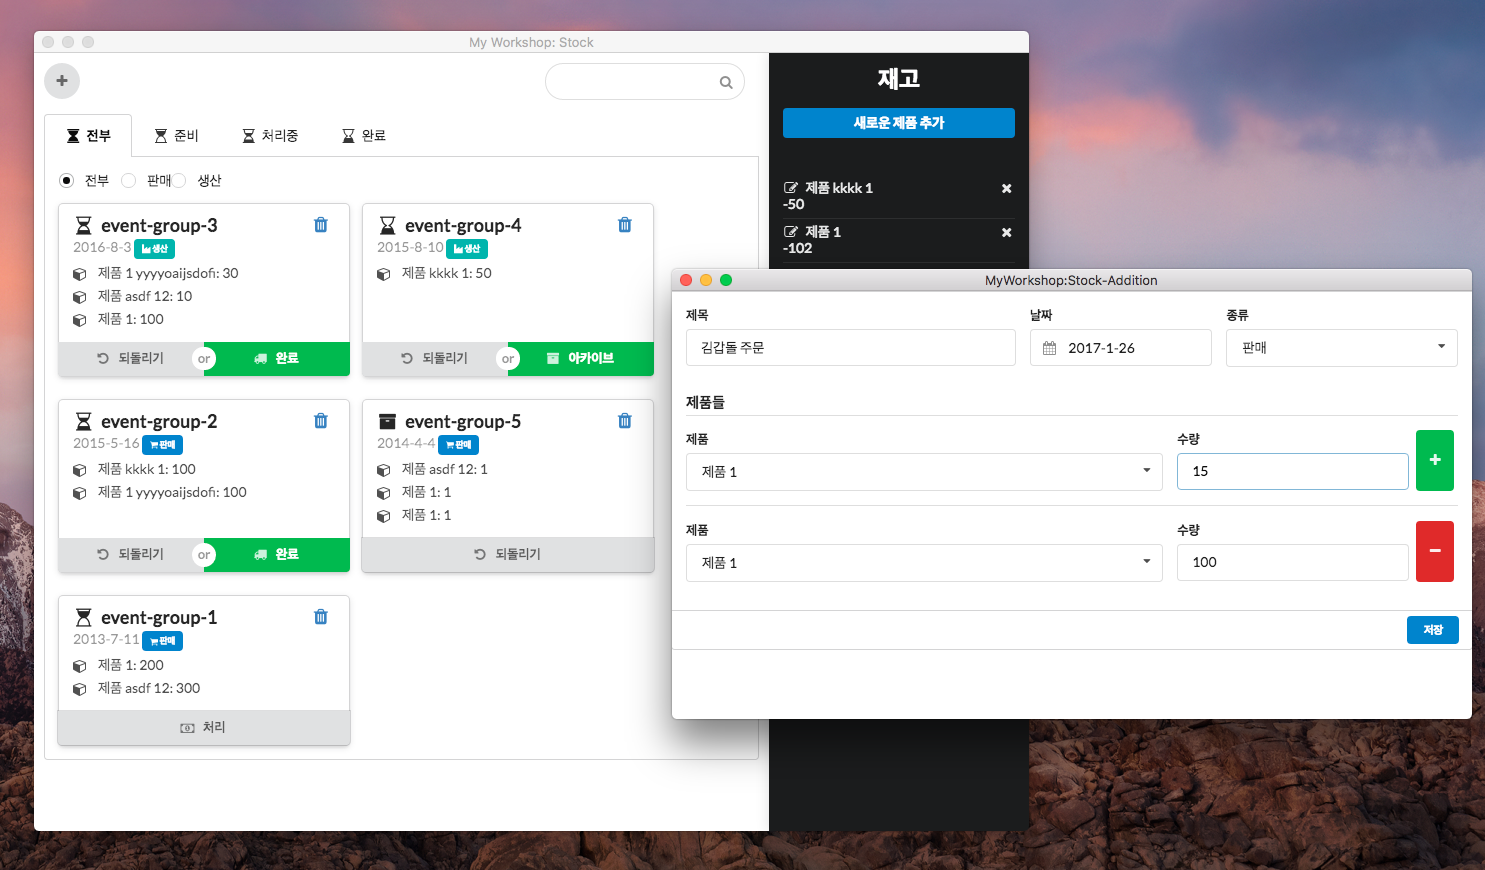 My Workshop: Stock
전부
준비
처리중
완료
전부
판매
생산
event-group-3
2016-8-3 생산
제품 1 yyyyoaijsdofi: 30
제품 asdf 12: 10
제품 1: 100
되돌리기 or 완료
event-group-4
2015-8-10 생산
제품 kkkk 1: 50
되돌리기 or 아카이브
event-group-2
2015-5-16 판매
제품 kkkk 1: 100
제품 1 yyyyoaijsdofi: 100
되돌리기 or 완료
event-group-5
2014-4-4 판매
제품 asdf 12: 1
제품 1: 1
제품 1: 1
되돌리기
event-group-1
2013-7-11 판매
제품 1: 200
제품 asdf 12: 300
처리
재고
새로운 제품 추가
제품 kkkk 1
-50
제품 1
-102
MyWorkshop:Stock-Addition
제목
김갑돌 주문
날짜
2017-1-26
종류
판매
제품들
제품
제품 1
수량
15
제품
제품 1
수량
100
저장